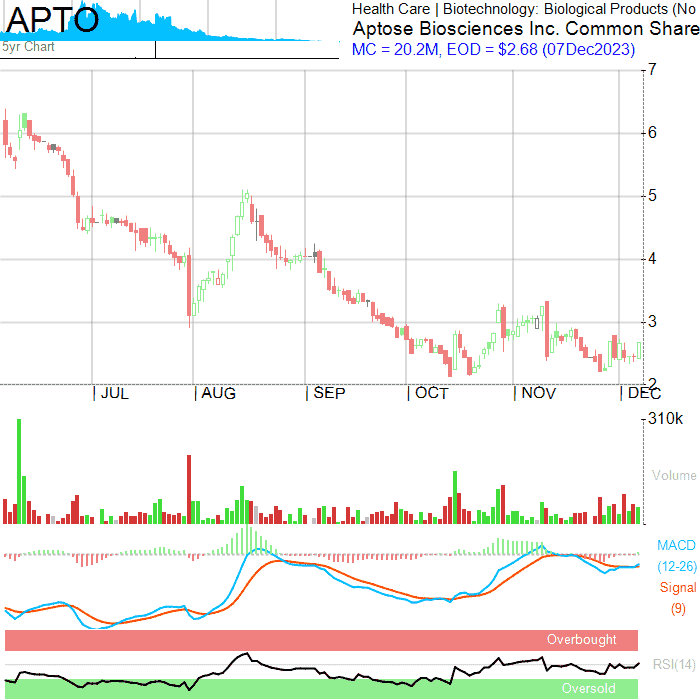 APTO
5yr Chart
Health Care | Biotechnology: Biological Products (No
Aptose Biosciences Inc. Common Share
MC = 20.2M, EOD = $2.68 (07Dec2023)
7
6
5
4
3
2
| JUL | AUG | SEP | OCT | NOV | DEC
310k
Volume
MACD
(12-26)
Signal
(9)
Overbought
RSI(14)
Oversold